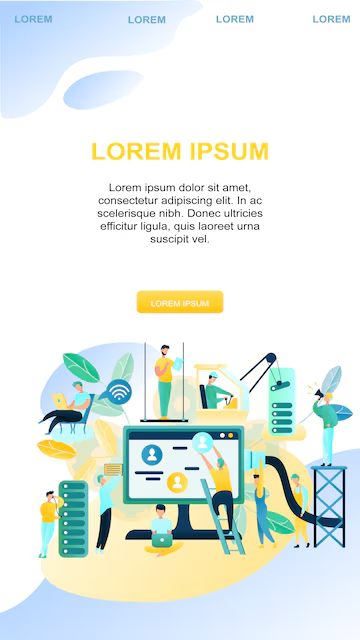 LOREM LOREM LOREM LOREM
LOREM IPSUM
Lorem ipsum dolor sit amet,
consectetur adipiscing elit. In ac
scelerisque nibh. Donec ultricies
efficitur ligula, quis laoreet urna
suscipit vel.
LOREM IPSUM